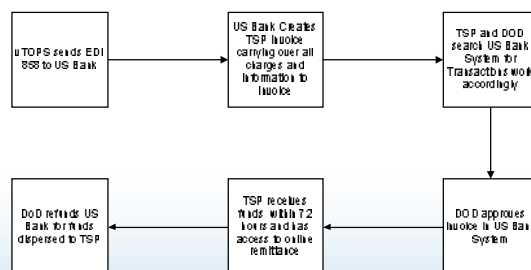 uTOPS sends EDI
858 to US Bank
US Bank Creates
TSP Invoice
carrying over all
charges and
information to
Invoice
TSP and DOD
search US Bank
System for
Transactions work
accordingly
DoD refunds US
Bank for funds
dispersed to TSP
TSP receives
funds within 72
hours and has
access to online
remittance
DOD approves
Invoice in US Bank
System